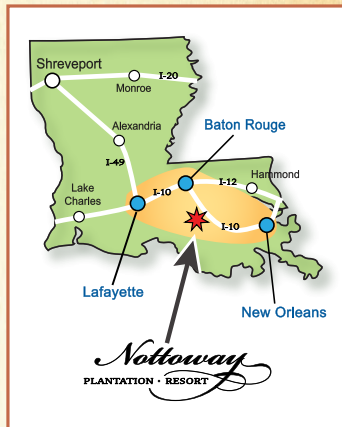 Shreveport
I-20
Monroe
Alexandria
Baton Rouge
I-49
I-12
Hammond
Lake
Charles
I-10
I-10
Lafayette
New Orleans
Nottoway
PLANTATION • RESORT